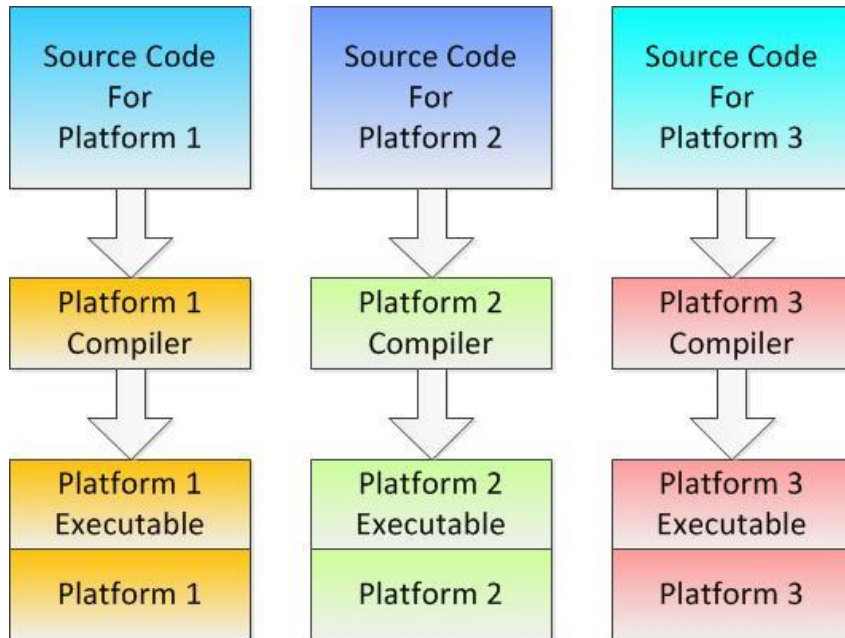 Source Code
For
Platform 1
Source Code
For
Platform 2
Source Code
For
Platform 3
Platform 1
Compiler
Platform 2
Compiler
Platform 3
Compiler
Platform 1
Executable
Platform 2
Executable
Platform 3
Executable
Platform 1
Platform 2
Platform 3